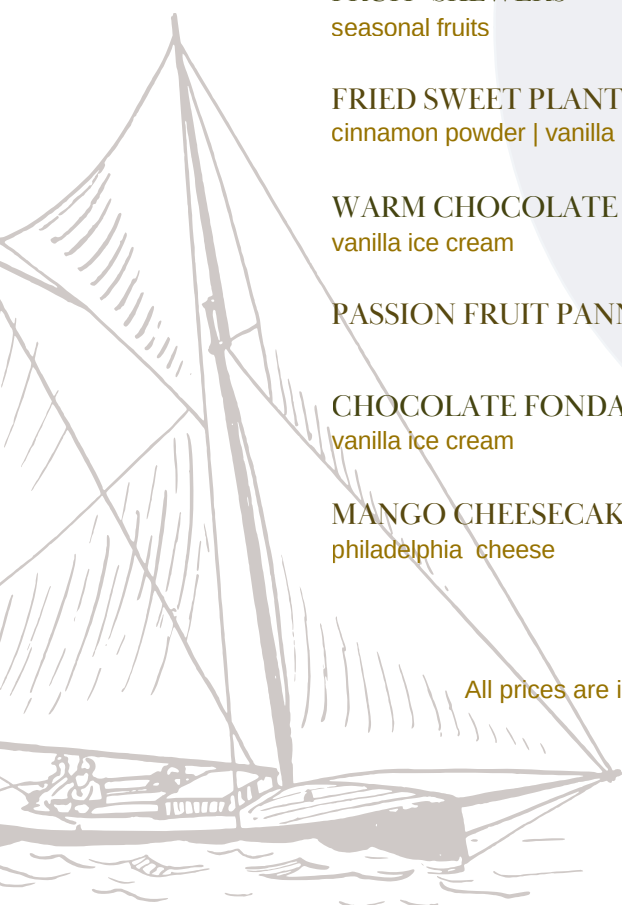 seasonal fruits
FRIED SWEET PLANT
cinnamon powder | vanilla
WARM CHOCOLATE
vanilla ice cream
PASSION FRUIT PAN
CHOCOLATE FONDA
vanilla ice cream
MANGO CHEESECAK
philadelphia cheese
All prices are i